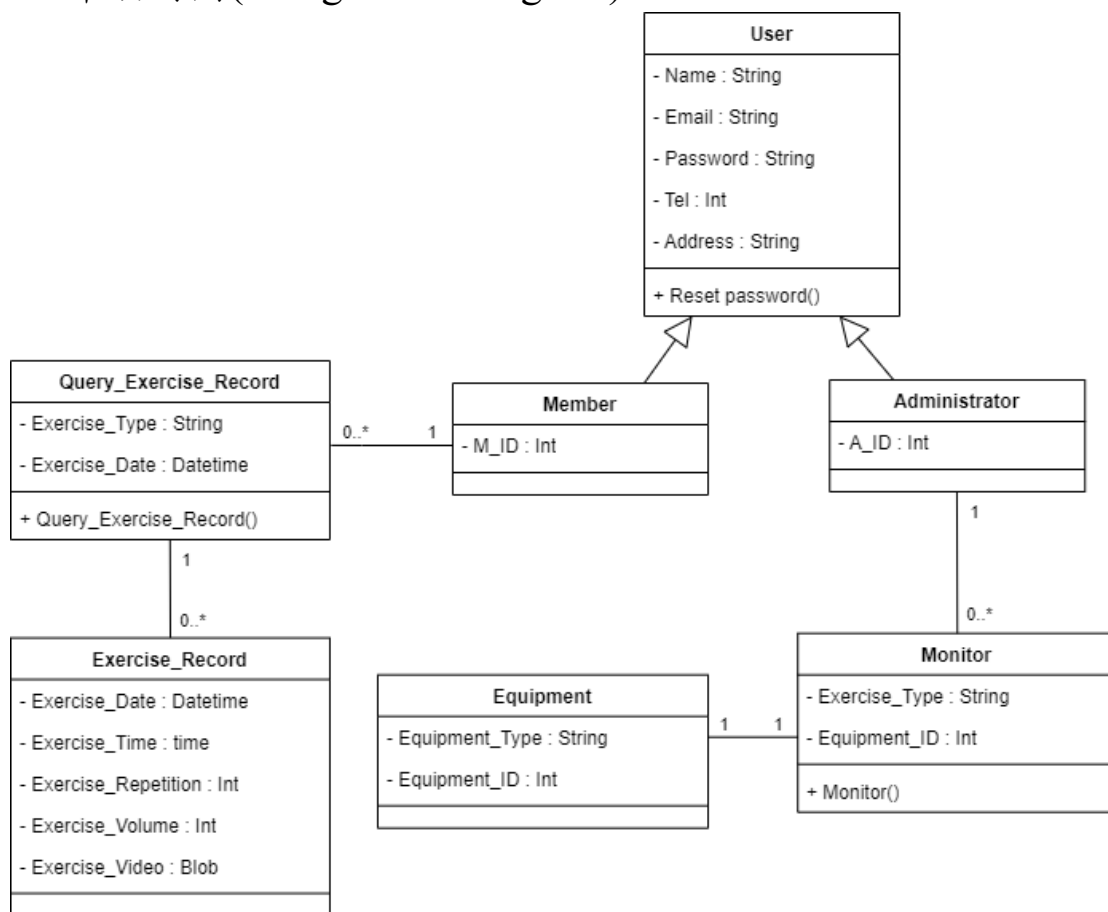 User
- Name : String
- Email : String
- Password : String
- Tel : Int
- Address : String
+ Reset password()
Query_Exercise_Record
- Exercise_Type : String
- Exercise_Date : Datetime
+ Query_Exercise_Record()
0..*
1
Member
- M_ID : Int
Administrator
- A_ID : Int
1
0..*
1
0..*
Exercise_Record
- Exercise_Date : Datetime
- Exercise_Time : time
- Exercise_Repetition : Int
- Exercise_Volume : Int
- Exercise_Video : Blob
Equipment
- Equipment_Type : String
- Equipment_ID : Int
1
1
Monitor
- Exercise_Type : String
- Equipment_ID : Int
+ Monitor()